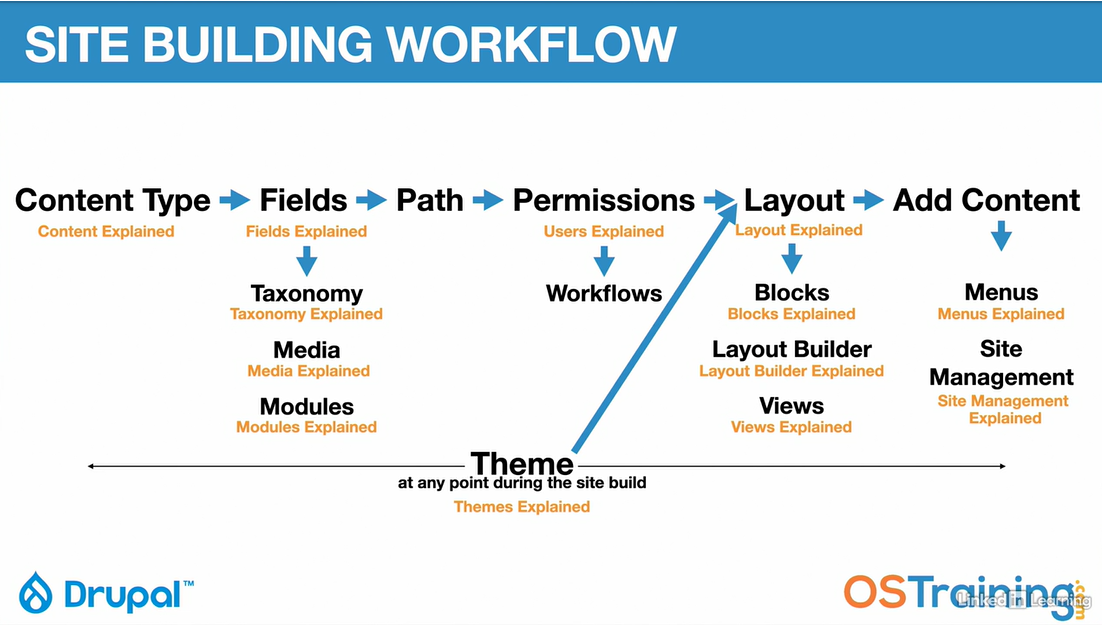 SITE BUILDING WORKFLOW
Content Type Fields Path Permissions Layout Add Content
Content Explained Fields Explained Users Explained Layout Explained
Taxonomy Workflows Blocks Menus
Taxonomy Explained Blocks Explained Menus Explained
Media Layout Builder Site
Management
Media Explained Layout Builder Explained Site Management
Explained
Modules Views
Modules Explained Views Explained
Theme
at any point during the site build
Themes Explained
Drupal™
OSTraining.com
Linked in Learning